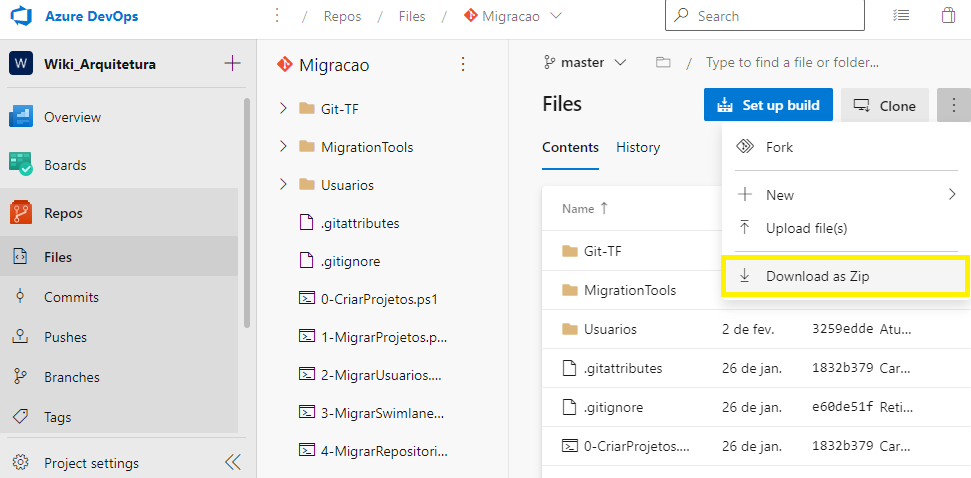 Azure DevOps
/ Repos / Files / Migracao
Search
W Wiki_Arquitetura
Overview
Boards
Repos
Files
Commits
Pushes
Branches
Tags
Project settings
Migracao
Git-TF
MigrationTools
Usuarios
.gitattributes
.gitignore
0-CriarProjetos.ps1
1-MigrarProjetos.p...
2-MigrarUsuarios....
3-MigrarSwimlane...
4-MigrarRepositori...
master / Type to find a file or folder...
Files
Set up build
Clone
Contents History
Fork
New
Upload file(s)
Download as Zip
Name
Git-TF
MigrationTools
Usuarios 2 de fev. 3259edde Atu...
.gitattributes 26 de jan. 1832b379 Car...
.gitignore 26 de jan. e60de51f Reti...
0-CriarProjetos.... 26 de jan. 1832b379 Car...